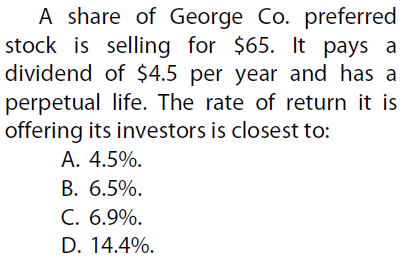 A share of George Co. preferred
stock is selling for $65. It pays a
dividend of $4.5 per year and has a
perpetual life. The rate of return it is
offering its investors is closest to:
A. 4.5%.
B. 6.5%.
C. 6.9%.
D. 14.4%.